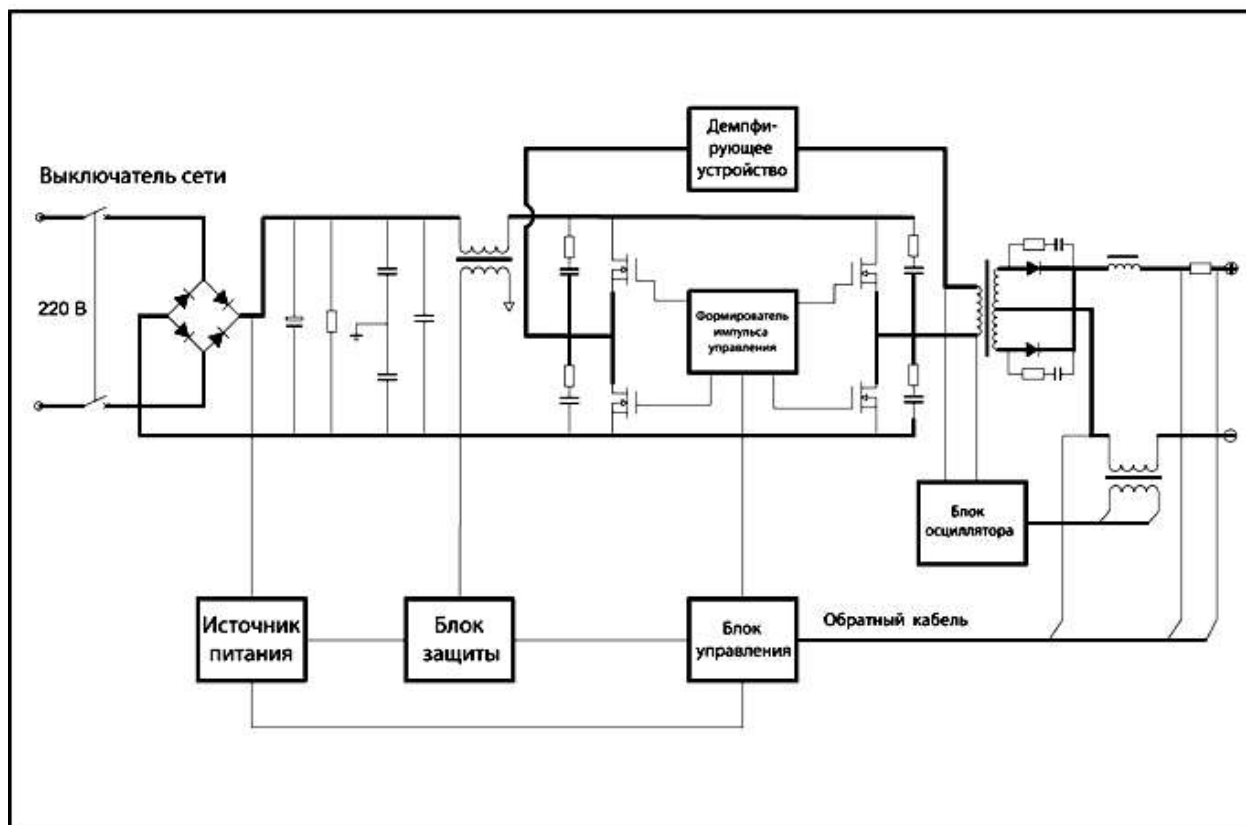 Демпфи-
рующее
устройство
Выключатель сети
220 В
Формирователь
импульса
управления
Блок
осциллятора
Источник
питания
Блок
защиты
Блок
управления
Обратный кабель